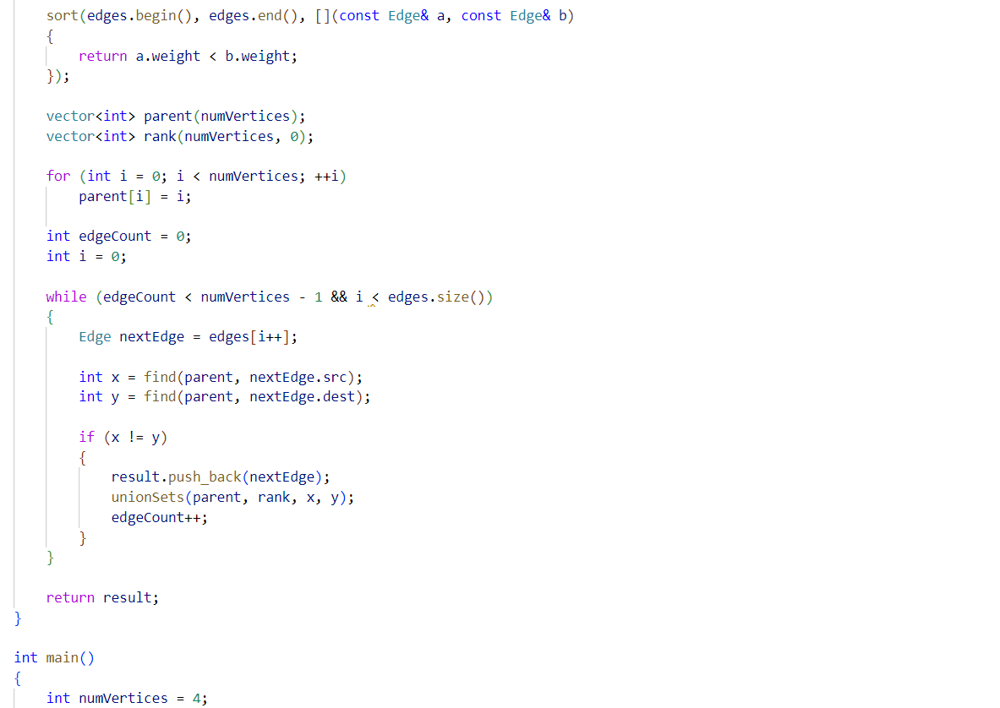 sort(edges.begin(), edges.end(), [](const Edge& a, const Edge& b)
{
return a.weight < b.weight;
});
vector<int> parent(numVertices);
vector<int> rank(numVertices, 0);
for (int i = 0; i < numVertices; ++i)
parent[i] = i;
int edgeCount = 0;
int i = 0;
while (edgeCount < numVertices - 1 && i < edges.size())
{
Edge nextEdge = edges[i++];
int x = find(parent, nextEdge.src);
int y = find(parent, nextEdge.dest);
if (x != y)
{
result.push_back(nextEdge);
unionSets(parent, rank, x, y);
edgeCount++;
}
}
return result;
}
int main()
{
int numVertices = 4;